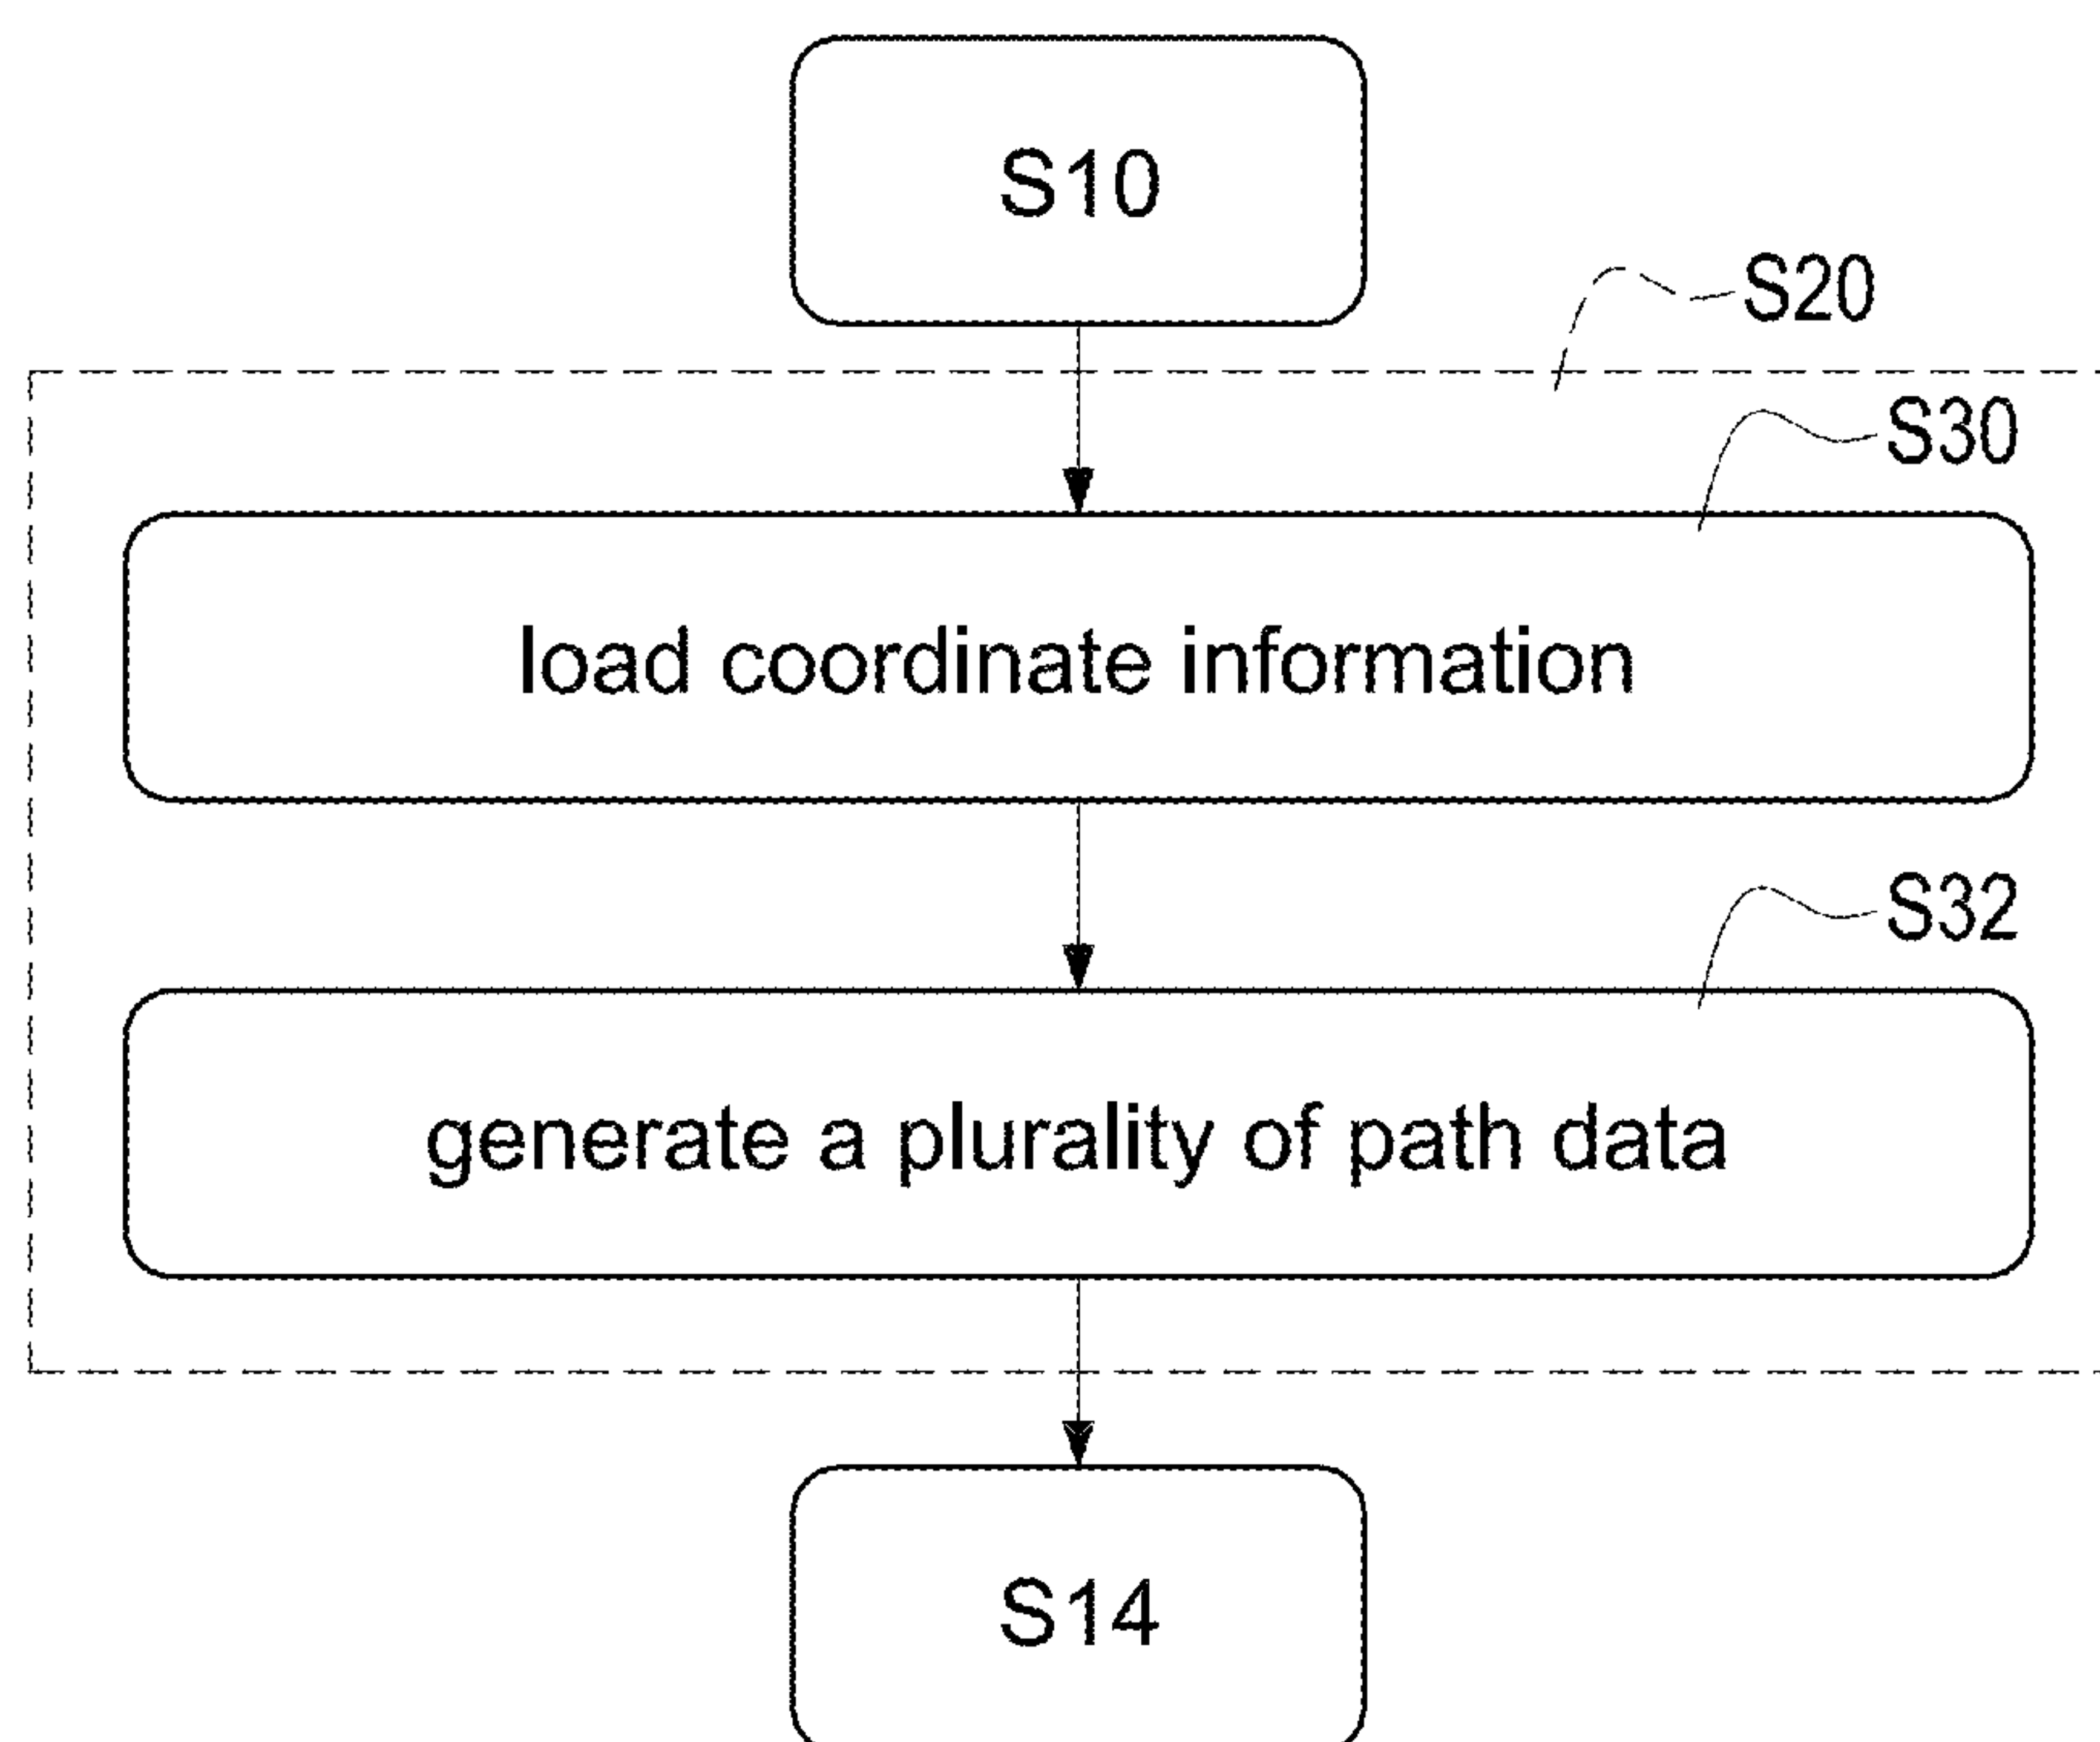 S10
S20
S30
load coordinate information
S32
generate a plurality of path data
S14